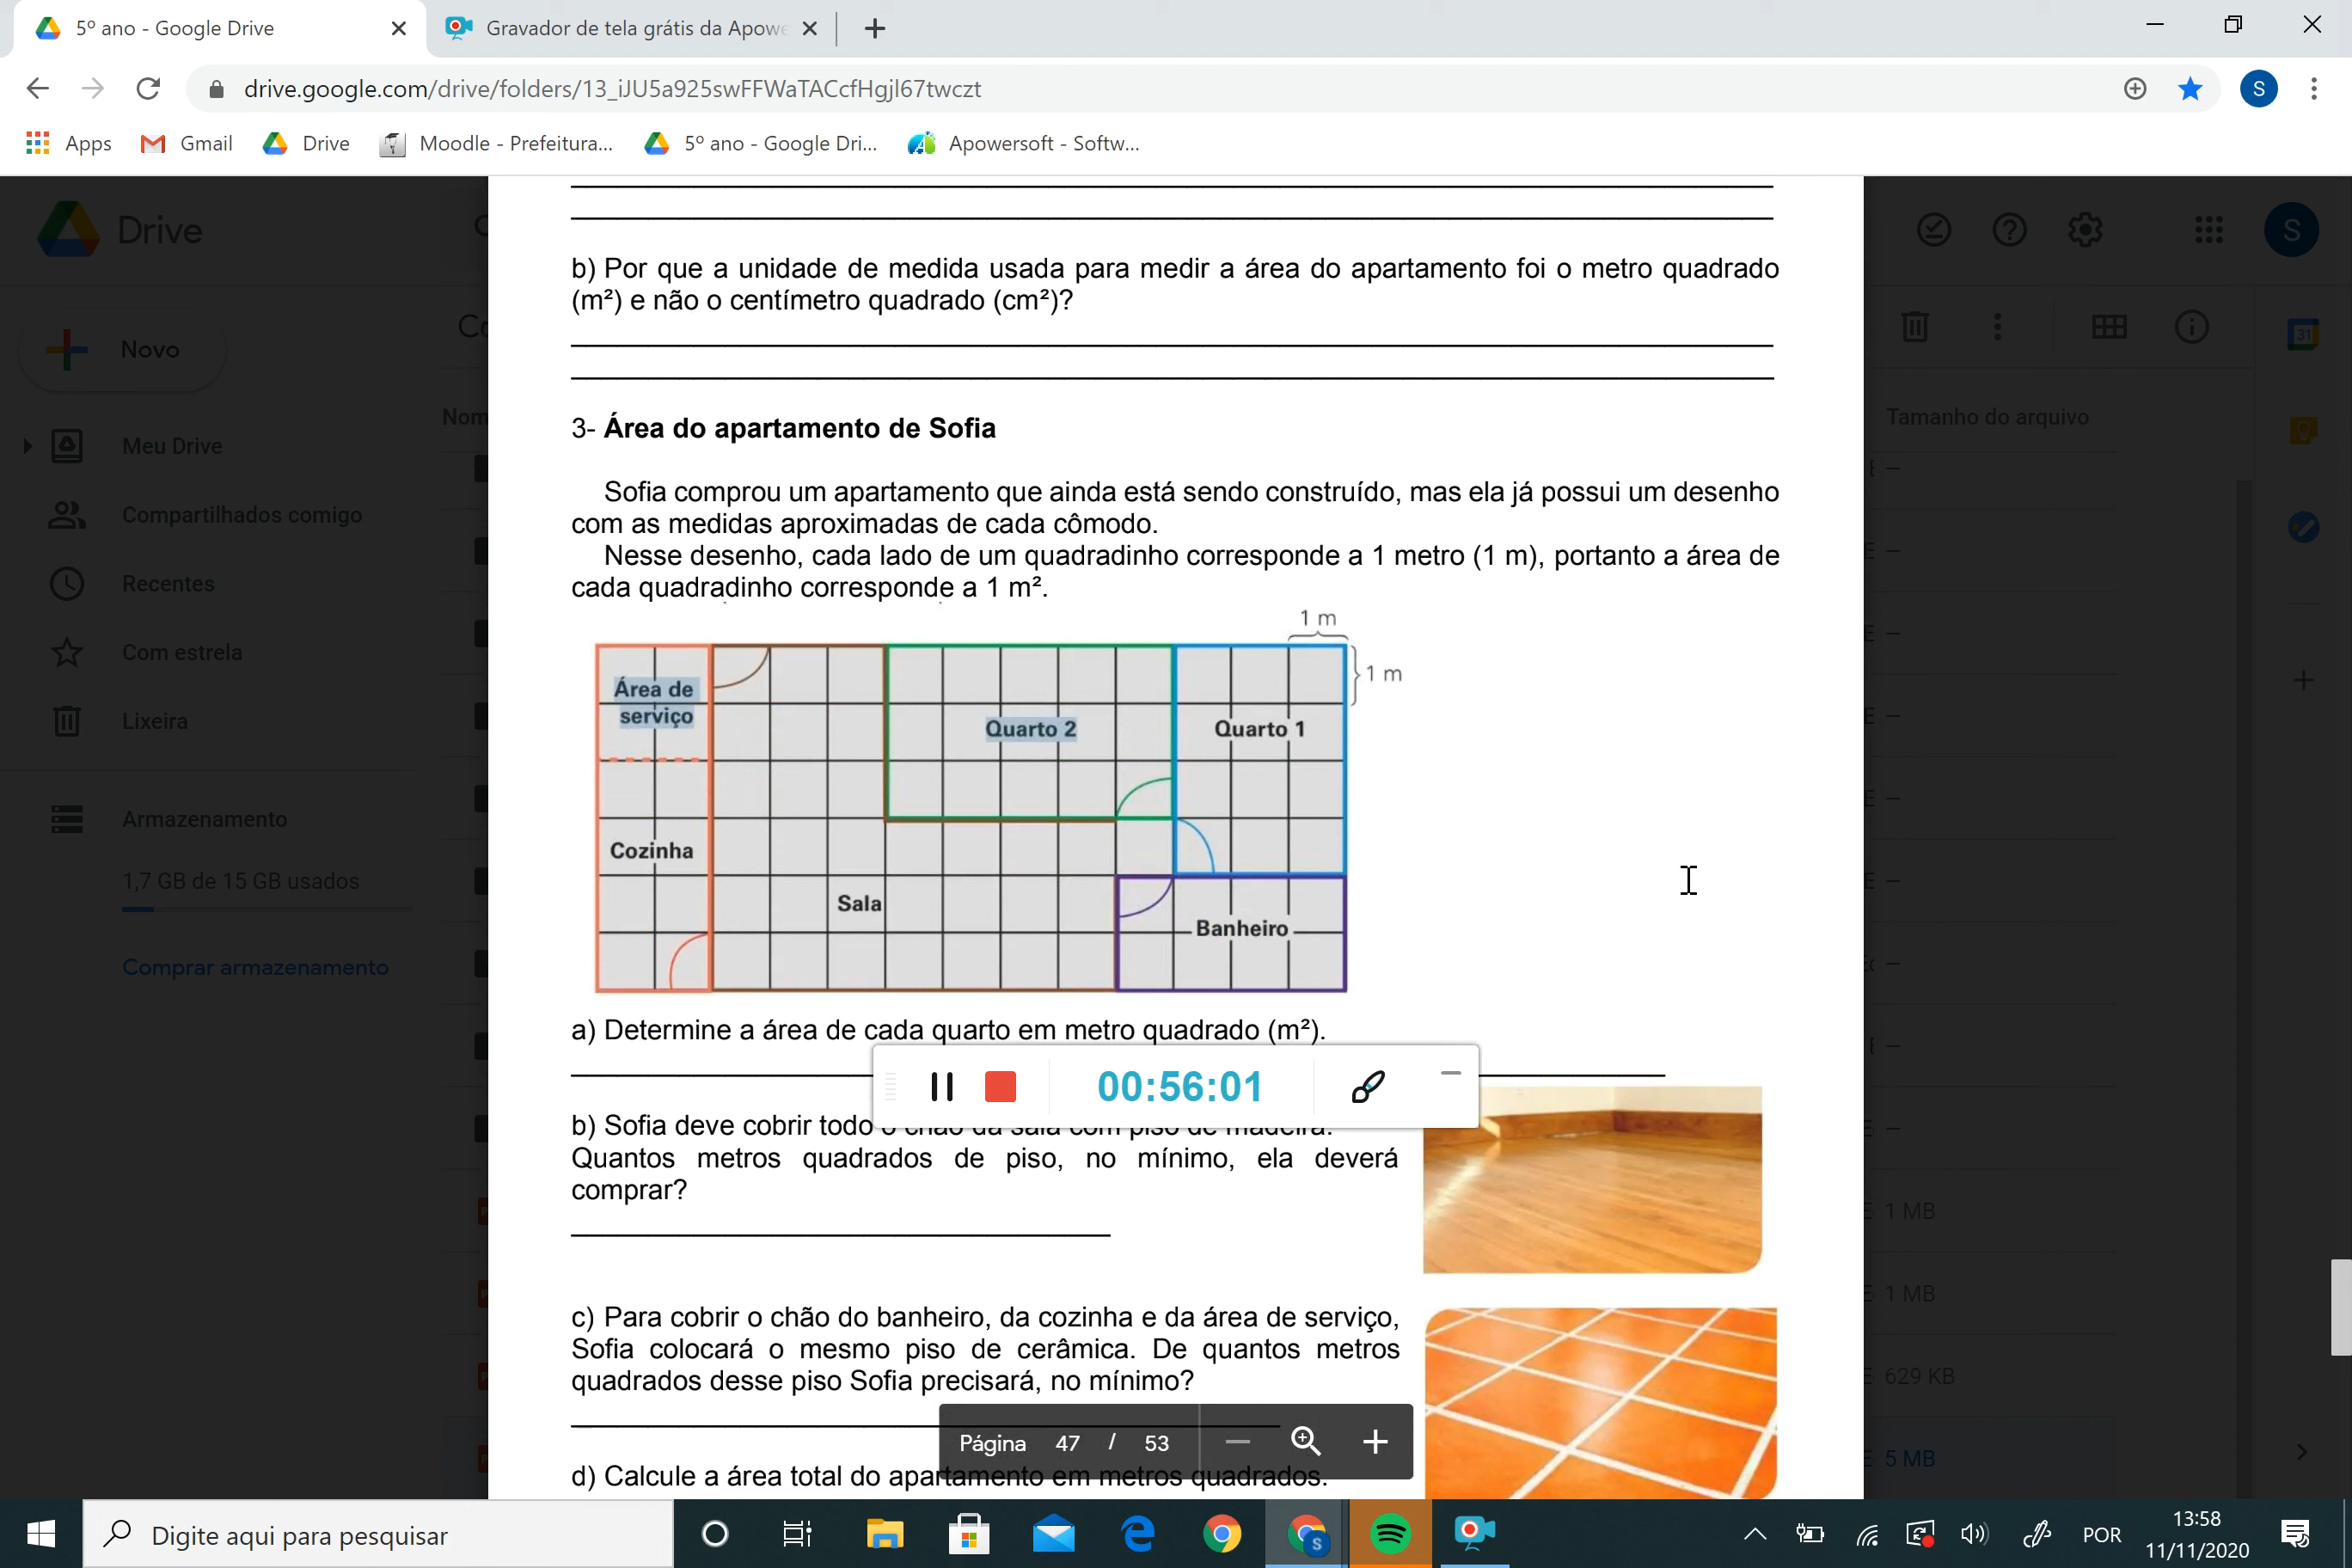 5º ano - Google Drive
Gravador de tela grátis da Apowe
drive.google.com/drive/folders/13_iJU5a925swFFWaTACcfHgjl67twczt
S
Apps
Gmail
Drive
Moodle - Prefeitura...
5º ano - Google Dri...
Apowersoft - Softw...
Drive
S
Novo
Meu Drive
Compartilhados comigo
Recentes
Com estrela
Lixeira
Armazenamento
1,7 GB de 15 GB usados
Comprar armazenamento
Nom
Tamanho do arquivo
31
b) Por que a unidade de medida usada para medir a área do apartamento foi o metro quadrado
(m²) e não o centímetro quadrado (cm²)?
3- Área do apartamento de Sofia
Sofia comprou um apartamento que ainda está sendo construído, mas ela já possui um desenho
com as medidas aproximadas de cada cômodo.
Nesse desenho, cada lado de um quadradinho corresponde a 1 metro (1 m), portanto a área de
cada quadradinho corresponde a 1 m².
1 m
1 m
Área de
serviço
Quarto 2
Quarto 1
Cozinha
Sala
Banheiro
a) Determine a área de cada quarto em metro quadrado (m²).
00:56:01
b) Sofia deve cobrir todo o chão da sala com piso de madeira.
Quantos metros quadrados de piso, no mínimo, ela deverá
comprar?
c) Para cobrir o chão do banheiro, da cozinha e da área de serviço,
Sofia colocará o mesmo piso de cerâmica. De quantos metros
quadrados desse piso Sofia precisará, no mínimo?
Página 47 / 53
d) Calcule a área total do apartamento em metros quadrados.
1 MB
1 MB
629 KB
5 MB
Digite aqui para pesquisar
S
POR
13:58
11/11/2020